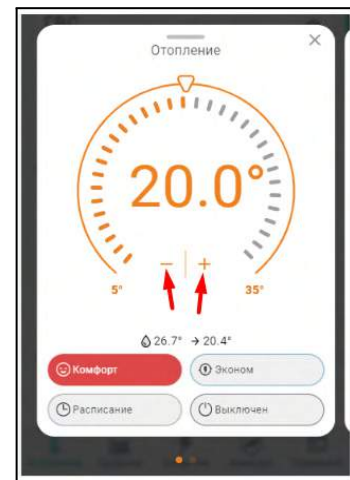 Отопление
20.0°
5°
35°
26.7° → 20.4°
Комфорт
Эконом
Расписание
Выключен